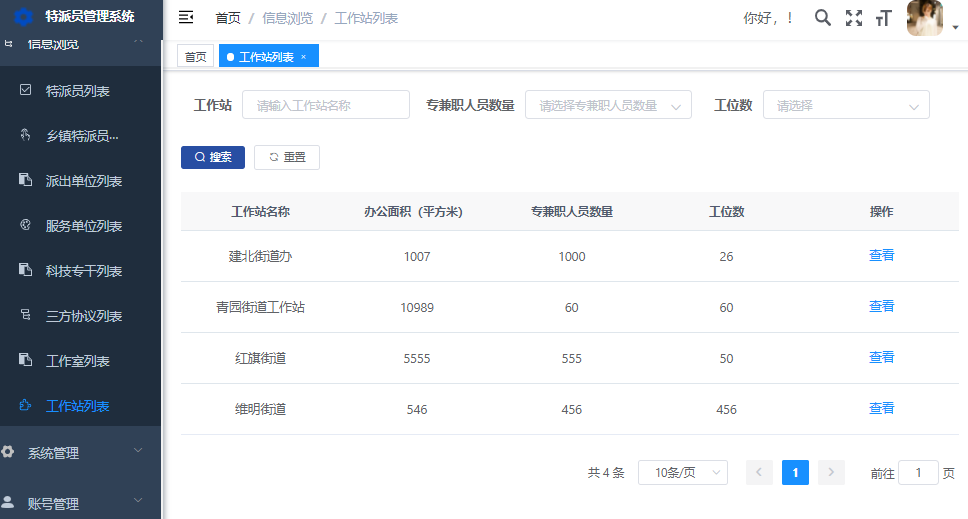 特派员管理系统
首页 / 信息浏览 / 工作站列表
你好， ！
信息浏览
首页
工作站列表 ×
特派员列表
乡镇特派员...
派出单位列表
服务单位列表
科技专干列表
三方协议列表
工作室列表
工作站列表
系统管理
账号管理
工作站 请输入工作站名称 专兼职人员数量 请选择专兼职人员数量 工位数 请选择
搜索 重置
工作站名称 办公面积（平方米） 专兼职人员数量 工位数 操作
建北街道办 1007 1000 26 查看
青园街道工作站 10989 60 60 查看
红旗街道 5555 555 50 查看
维明街道 546 456 456 查看
共 4 条 10条/页 < 1 > 前往 1 页